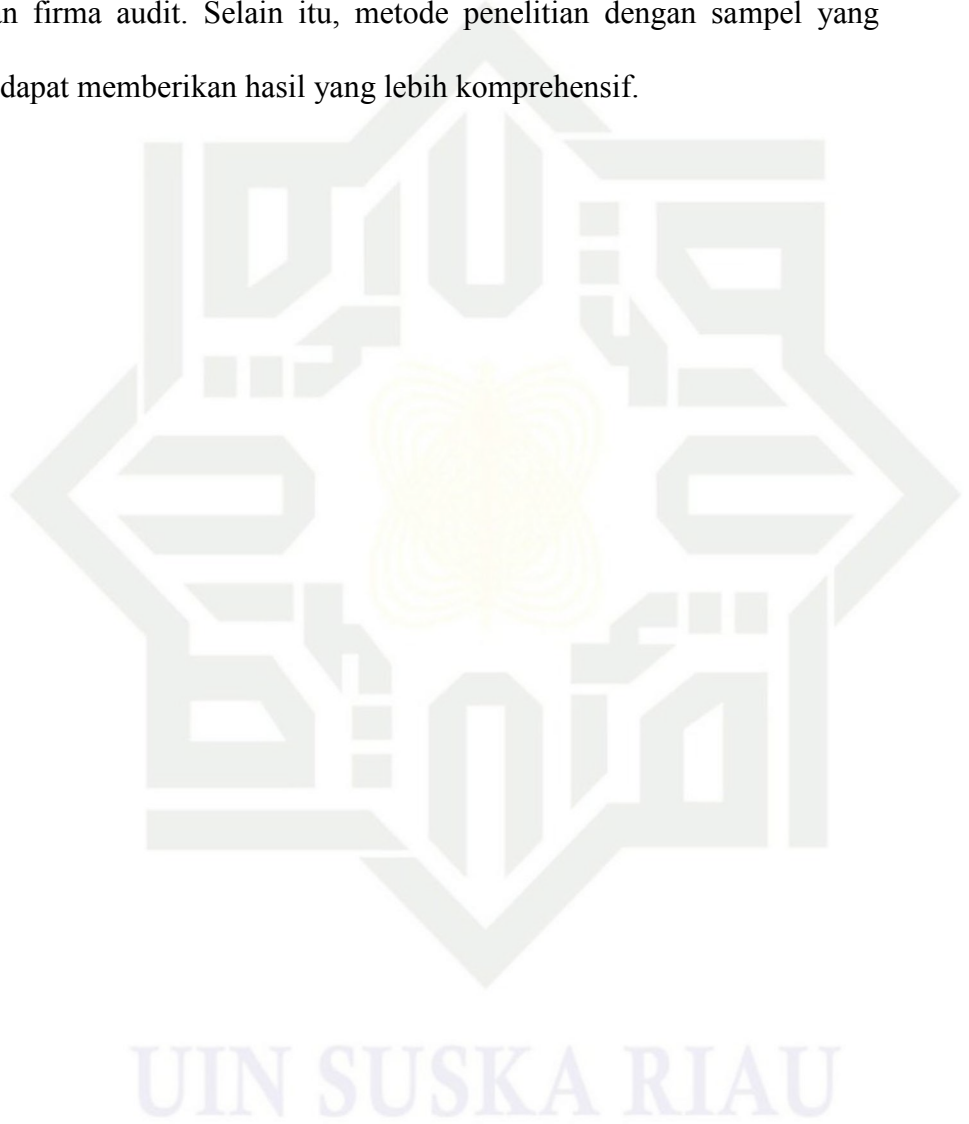 firma audit. Selain itu, metode penelitian dengan sampel yang
dapat memberikan hasil yang lebih komprehensif.
UIN SUSKA RIAU